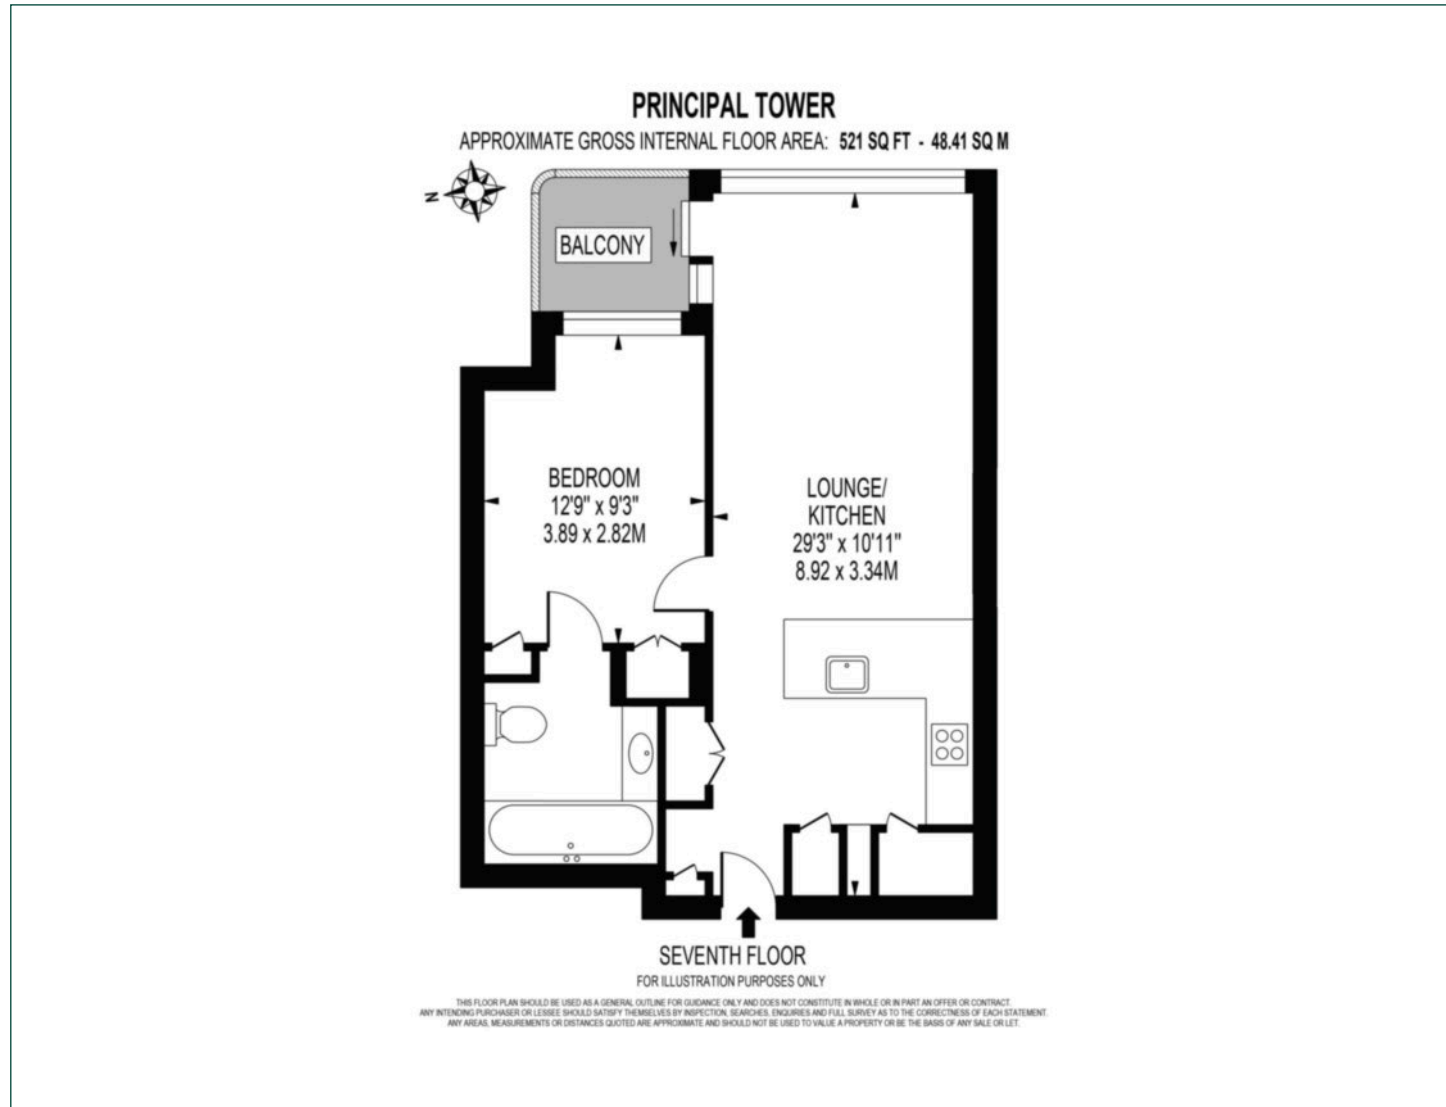 PRINCIPAL TOWER
APPROXIMATE GROSS INTERNAL FLOOR AREA: 521 SQ FT - 48.41 SQ M
N
BALCONY
BEDROOM
12'9" x 9'3"
3.89 x 2.82M
LOUNGE/
KITCHEN
29'3" x 10'11"
8.92 x 3.34M
SEVENTH FLOOR
FOR ILLUSTRATION PURPOSES ONLY
THIS FLOOR PLAN SHOULD BE USED AS A GENERAL OUTLINE FOR GUIDANCE ONLY AND DOES NOT CONSTITUTE IN WHOLE OR IN PART AN OFFER OR CONTRACT.
ANY INTENDING PURCHASER OR LESSEE SHOULD SATISFY THEMSELVES BY INSPECTION, SEARCHES, ENQUIRIES AND FULL SURVEY AS TO THE CORRECTNESS OF EACH STATEMENT.
ANY AREAS, MEASUREMENTS OR DISTANCES QUOTED ARE APPROXIMATE AND SHOULD NOT BE USED TO VALUE A PROPERTY OR BE THE BASIS OF ANY SALE OR LET.